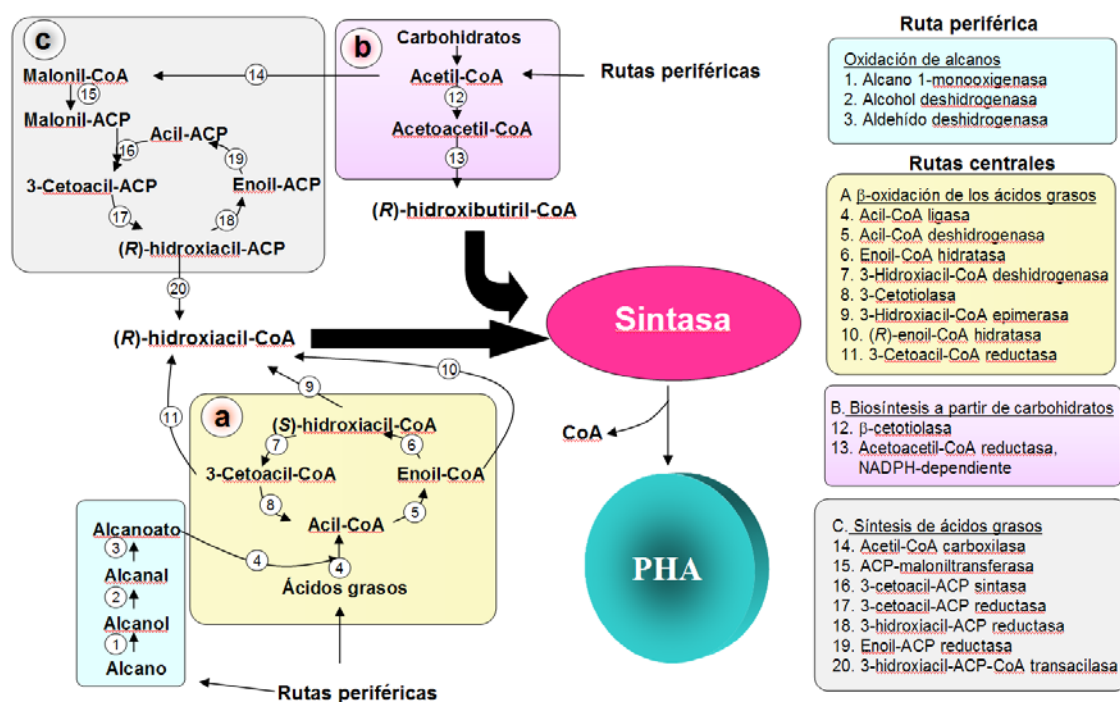 c
Malonil-CoA
15
Malonil-ACP
16
Acil-ACP
19
3-Cetoacil-ACP
Enoil-ACP
17
18
(R)-hidroxiacil-ACP
20
14
b
Carbohidratos
Acetil-CoA
12
Acetoacetil-CoA
13
Rutas periféricas
(R)-hidroxibutiril-CoA
(R)-hidroxiacil-CoA
Sintasa
CoA
PHA
10
9
11
a
(S)-hidroxiacil-CoA
7
6
3-Cetoacil-CoA
Enoil-CoA
8
5
Acil-CoA
4
4
Ácidos grasos
Alcanoato
3
Alcanal
2
Alcanol
1
Alcano
Rutas periféricas
Ruta periférica
Oxidación de alcanos
1. Alcano 1-monooxigenasa
2. Alcohol deshidrogenasa
3. Aldehído deshidrogenasa
Rutas centrales
A β-oxidación de los ácidos grasos
4. Acil-CoA ligasa
5. Acil-CoA deshidrogenasa
6. Enoil-CoA hidratasa
7. 3-Hidroxiacil-CoA deshidrogenasa
8. 3-Cetotiolasa
9. 3-Hidroxiacil-CoA epimerasa
10. (R)-enoil-CoA hidratasa
11. 3-Cetoacil-CoA reductasa
B. Biosíntesis a partir de carbohidratos
12. β-cetotiolasa
13. Acetoacetil-CoA reductasa,
NADPH-dependiente
C. Síntesis de ácidos grasos
14. Acetil-CoA carboxilasa
15. ACP-maloniltransferasa
16. 3-cetoacil-ACP sintasa
17. 3-cetoacil-ACP reductasa
18. 3-hidroxiacil-ACP reductasa
19. Enoil-ACP reductasa
20. 3-hidroxiacil-ACP-CoA transacilasa